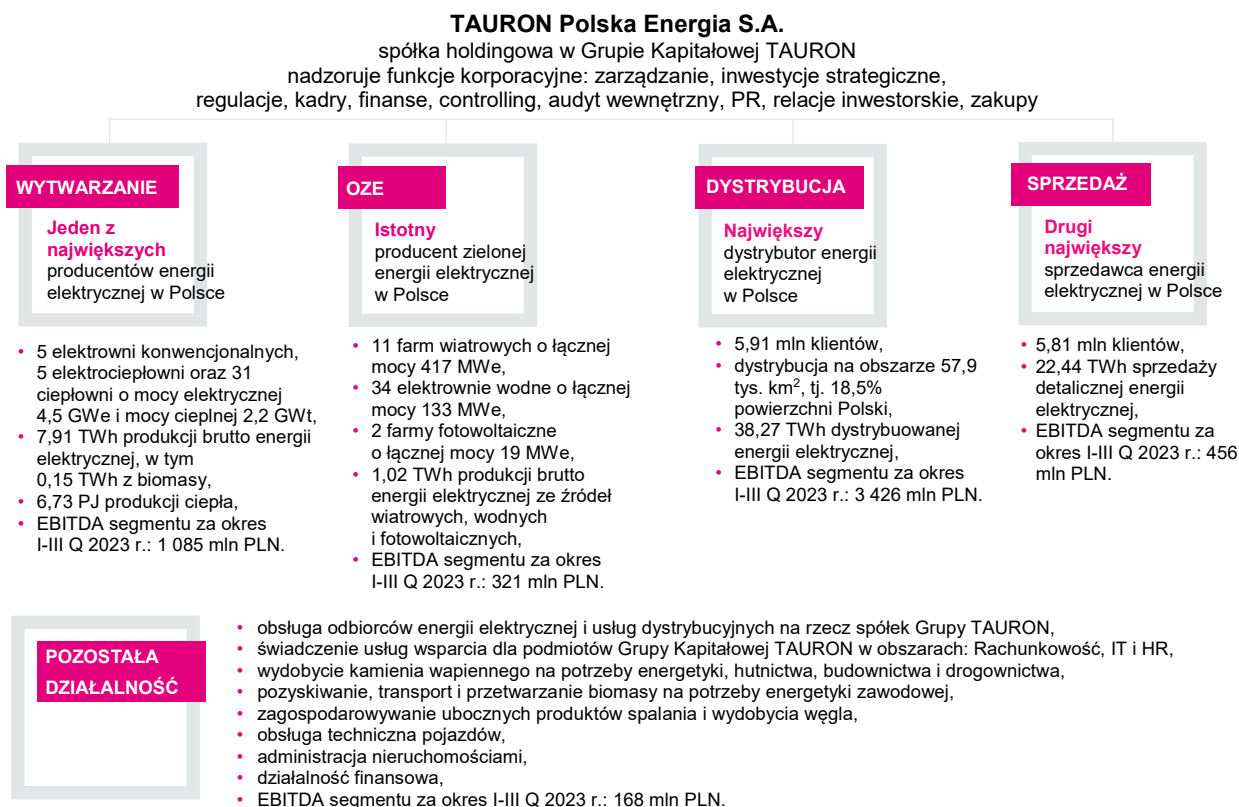 TAURON Polska Energia S.A.
spółka holdingowa w Grupie Kapitałowej TAURON
nadzoruje funkcje korporacyjne: zarządzanie, inwestycje strategiczne,
regulacje, kadry, finanse, controlling, audyt wewnętrzny, PR, relacje inwestorskie, zakupy
WYTWARZANIE
Jeden z
największych
producentów energii
elektrycznej w Polsce
• 5 elektrowni konwencjonalnych,
5 elektrociepłowni oraz 31
ciepłowni o mocy elektrycznej
4,5 GWe i mocy cieplnej 2,2 GWt,
• 7,91 TWh produkcji brutto energii
elektrycznej, w tym
0,15 TWh z biomasy,
• 6,73 PJ produkcji ciepła,
• EBITDA segmentu za okres
I-III Q 2023 r.: 1 085 mln PLN.
OZE
Istotny
producent zielonej
energii elektrycznej
w Polsce
• 11 farm wiatrowych o łącznej
mocy 417 MWe,
• 34 elektrownie wodne o łącznej
mocy 133 MWe,
• 2 farmy fotowoltaiczne
o łącznej mocy 19 MWe,
• 1,02 TWh produkcji brutto
energii elektrycznej ze źródeł
wiatrowych, wodnych
i fotowoltaicznych,
• EBITDA segmentu za okres
I-III Q 2023 r.: 321 mln PLN.
DYSTRYBUCJA
Największy
dystrybutor energii
elektrycznej
w Polsce
• 5,91 mln klientów,
• dystrybucja na obszarze 57,9
tys. km², tj. 18,5%
powierzchni Polski,
• 38,27 TWh dystrybuowanej
energii elektrycznej,
• EBITDA segmentu za okres
I-III Q 2023 r.: 3 426 mln PLN.
SPRZEDAŻ
Drugi
największy
sprzedawca energii
elektrycznej w Polsce
• 5,81 mln klientów,
• 22,44 TWh sprzedaży
detalicznej energii
elektrycznej,
• EBITDA segmentu za
okres I-III Q 2023 r.: 456
mln PLN.
POZOSTAŁA
DZIAŁALNOŚĆ
• obsługa odbiorców energii elektrycznej i usług dystrybucyjnych na rzecz spółek Grupy TAURON,
• świadczenie usług wsparcia dla podmiotów Grupy Kapitałowej TAURON w obszarach: Rachunkowość, IT i HR,
• wydobycie kamienia wapiennego na potrzeby energetyki, hutnictwa, budownictwa i drogownictwa,
• pozyskiwanie, transport i przetwarzanie biomasy na potrzeby energetyki zawodowej,
• zagospodarowywanie ubocznych produktów spalania i wydobycia węgla,
• obsługa techniczna pojazdów,
• administracja nieruchomościami,
• działalność finansowa,
• EBITDA segmentu za okres I-III Q 2023 r.: 168 mln PLN.